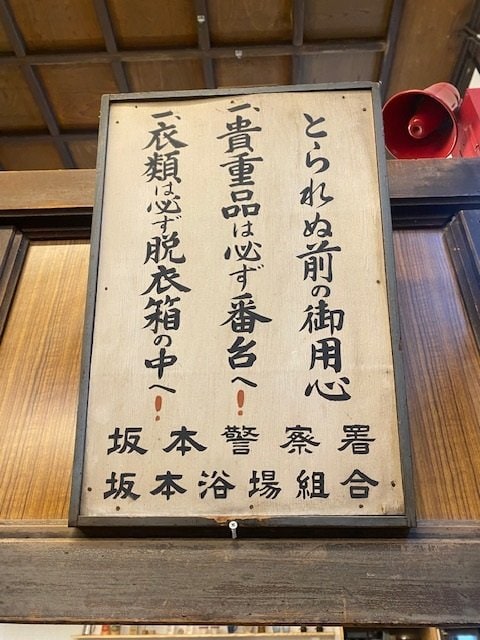 とられぬ前の御用心
一、貴重品は必ず番台へ!
一、衣類は必ず脱衣箱の中へ!
坂本警察署
坂本浴場組合